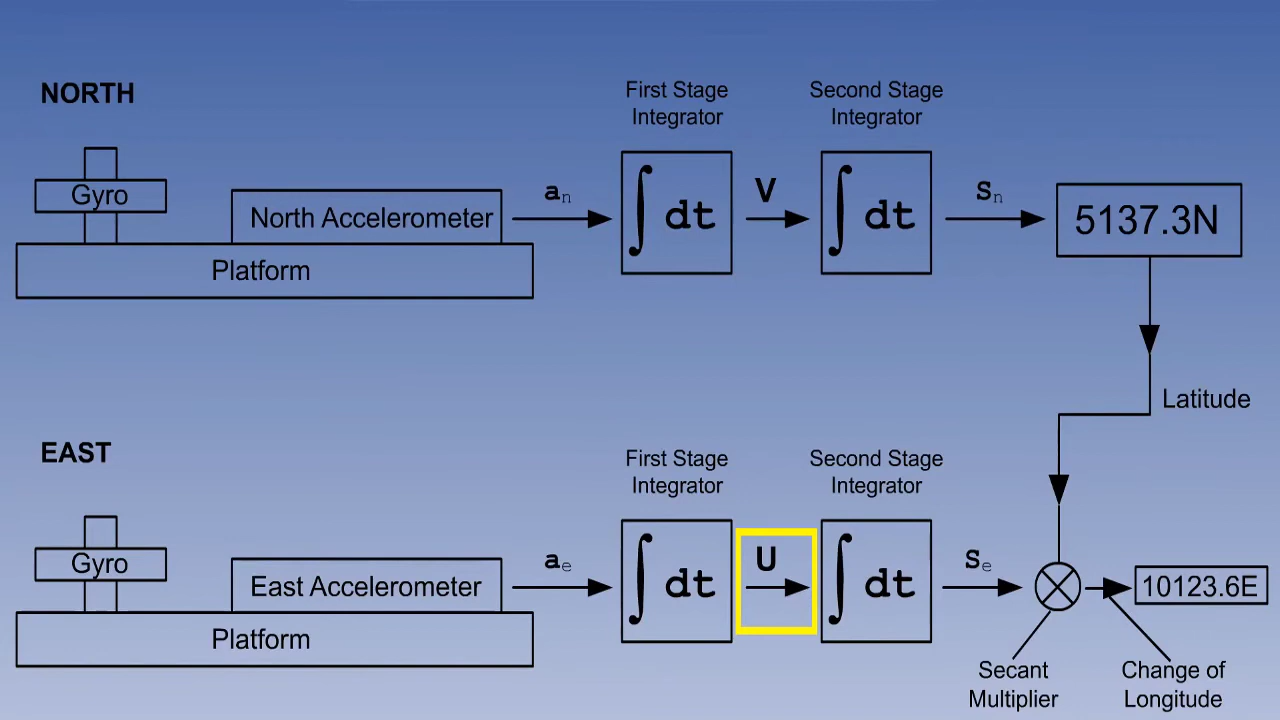 NORTH
First Stage
Integrator
Second Stage
Integrator
Gyro
North Accelerometer
Platform
an
∫ dt
V
∫ dt
Sn
5137.3N
Latitude
EAST
First Stage
Integrator
Second Stage
Integrator
Gyro
East Accelerometer
Platform
ae
∫ dt
U
∫ dt
Se
10123.6E
Secant
Multiplier
Change of
Longitude